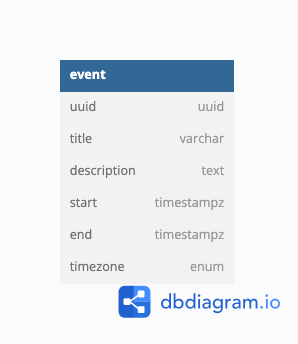 event
uuid uuid
title varchar
description text
start timestampz
end timestampz
timezone enum
dbdiagram.io